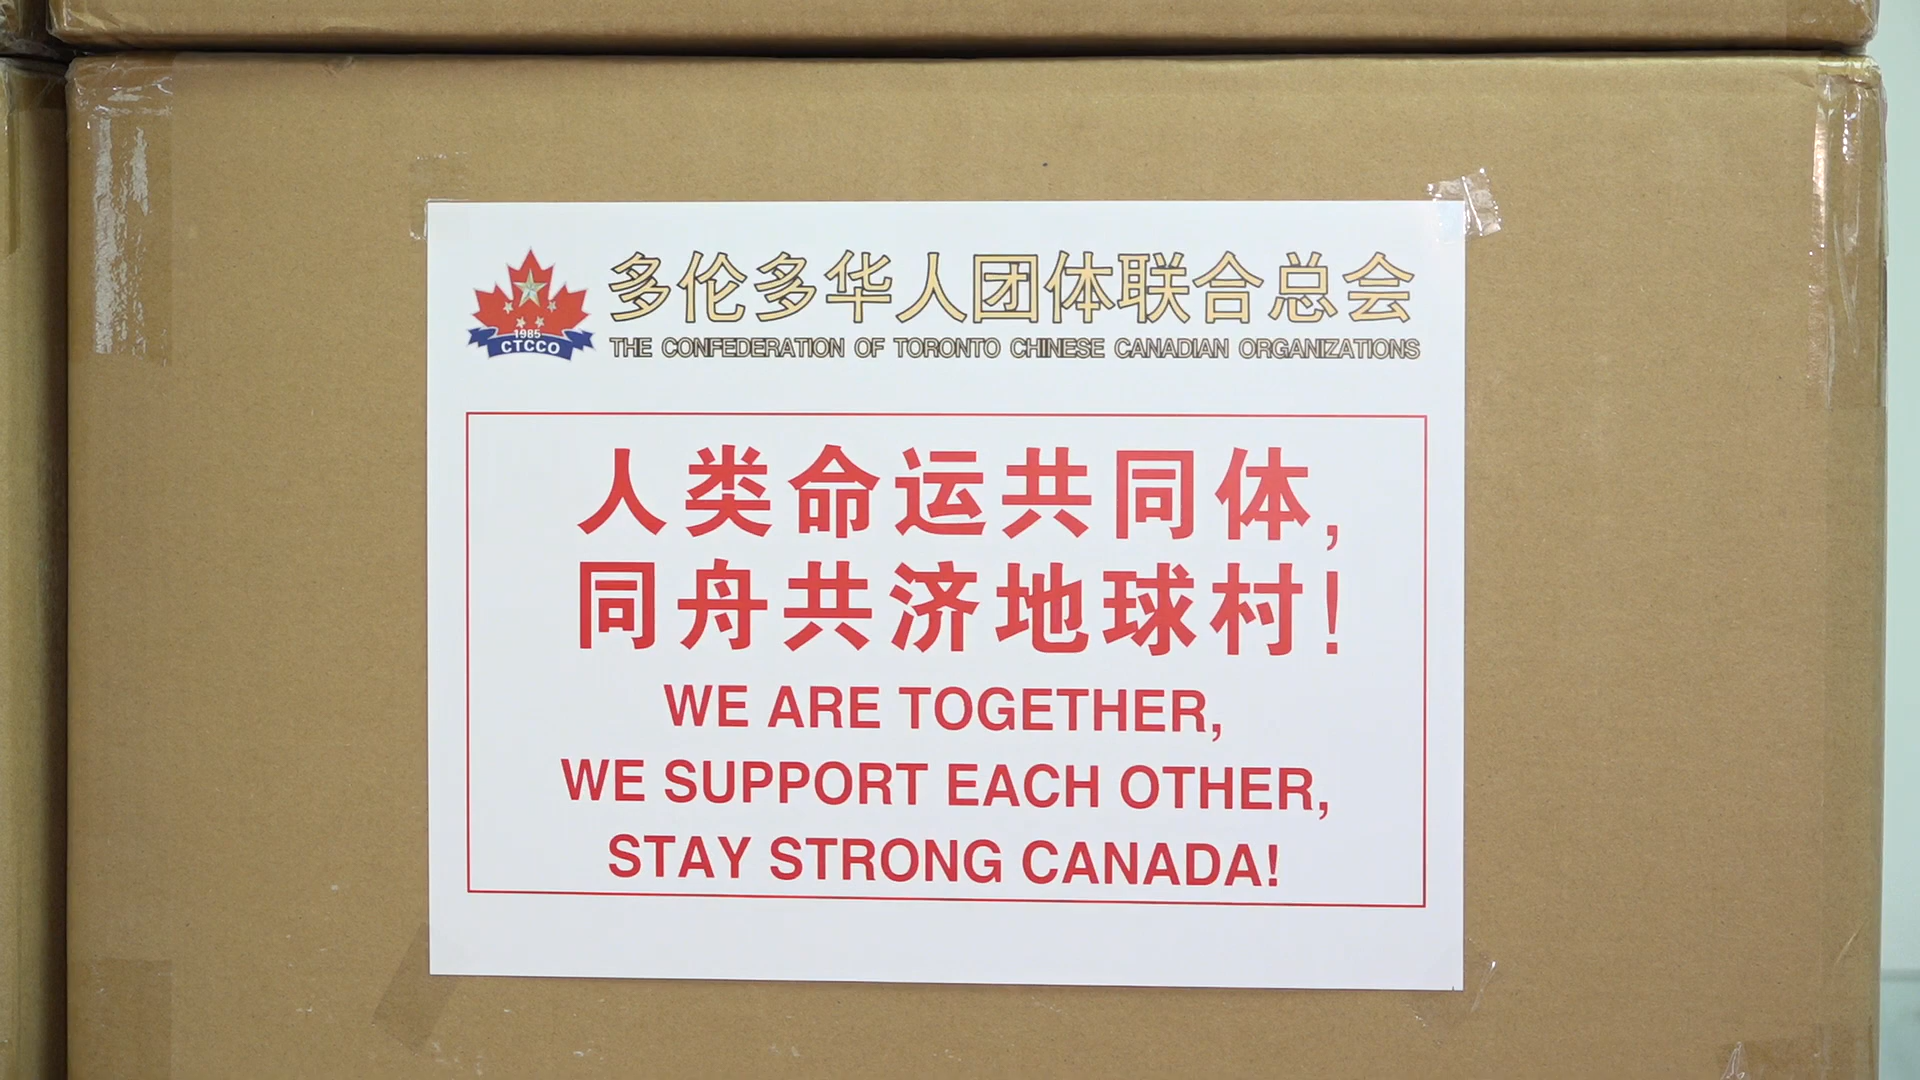 多伦多华人团体联合总会
THE CONFEDERATION OF TORONTO CHINESE CANADIAN ORGANIZATIONS
1985
CTCCO
人类命运共同体,
同舟共济地球村!
WE ARE TOGETHER,
WE SUPPORT EACH OTHER,
STAY STRONG CANADA!